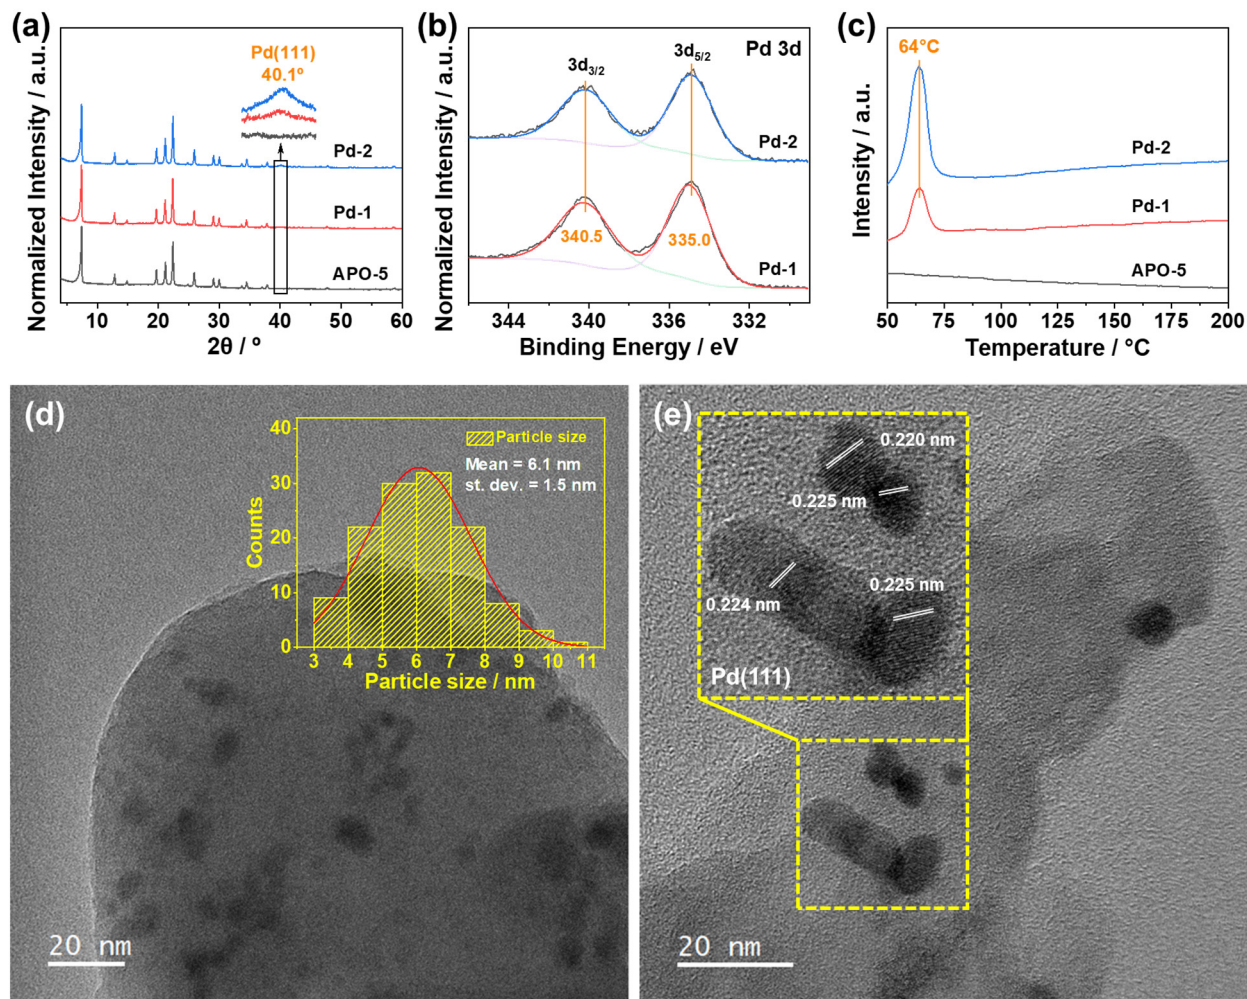 (a)
Normalized Intensity / a.u.
Pd(111)
40.1º
Pd-2
Pd-1
APO-5
10 20 30 40 50 60
2θ / º
(b)
Normalized Intensity / a.u.
Pd 3d
3d3/2
3d5/2
Pd-2
340.5
335.0
Pd-1
344 340 336 332
Binding Energy / eV
(c)
Intensity / a.u.
64°C
Pd-2
Pd-1
APO-5
50 75 100 125 150 175 200
Temperature / °C
(d)
Counts
40
30
20
10
0
Particle size
Mean = 6.1 nm
st. dev. = 1.5 nm
3 4 5 6 7 8 9 10 11
Particle size / nm
20 nm
(e)
0.220 nm
0.225 nm
0.225 nm
0.224 nm
Pd(111)
20 nm